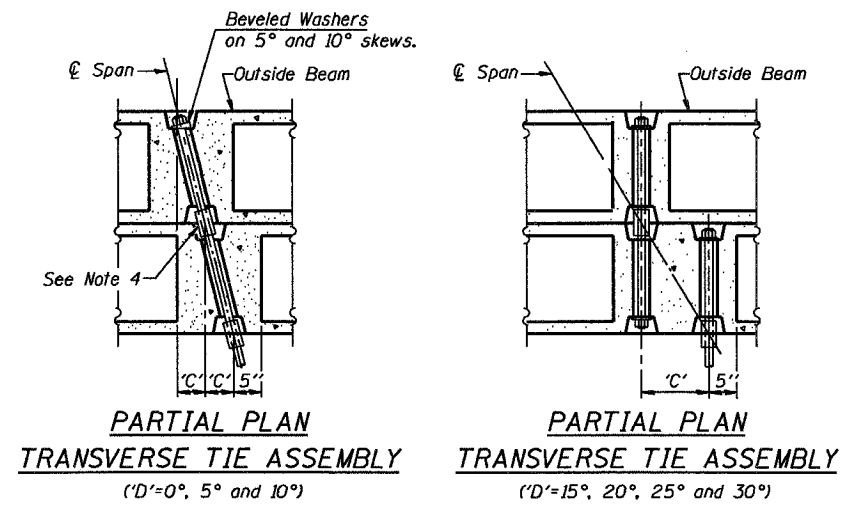 Beveled Washers
on 5° and 10° skews.
℄ Span
Outside Beam
See Note 4
'C' 'C' 5''
PARTIAL PLAN
TRANSVERSE TIE ASSEMBLY
('D'=0°, 5° and 10°)
℄ Span
Outside Beam
'C' 5''
PARTIAL PLAN
TRANSVERSE TIE ASSEMBLY
('D'=15°, 20°, 25° and 30°)